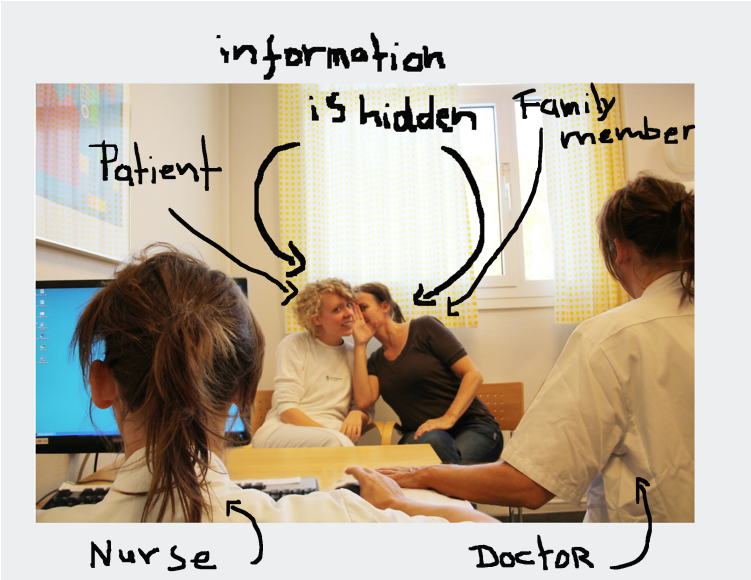 information
is hidden
Family
member
Patient
Nurse
Doctor